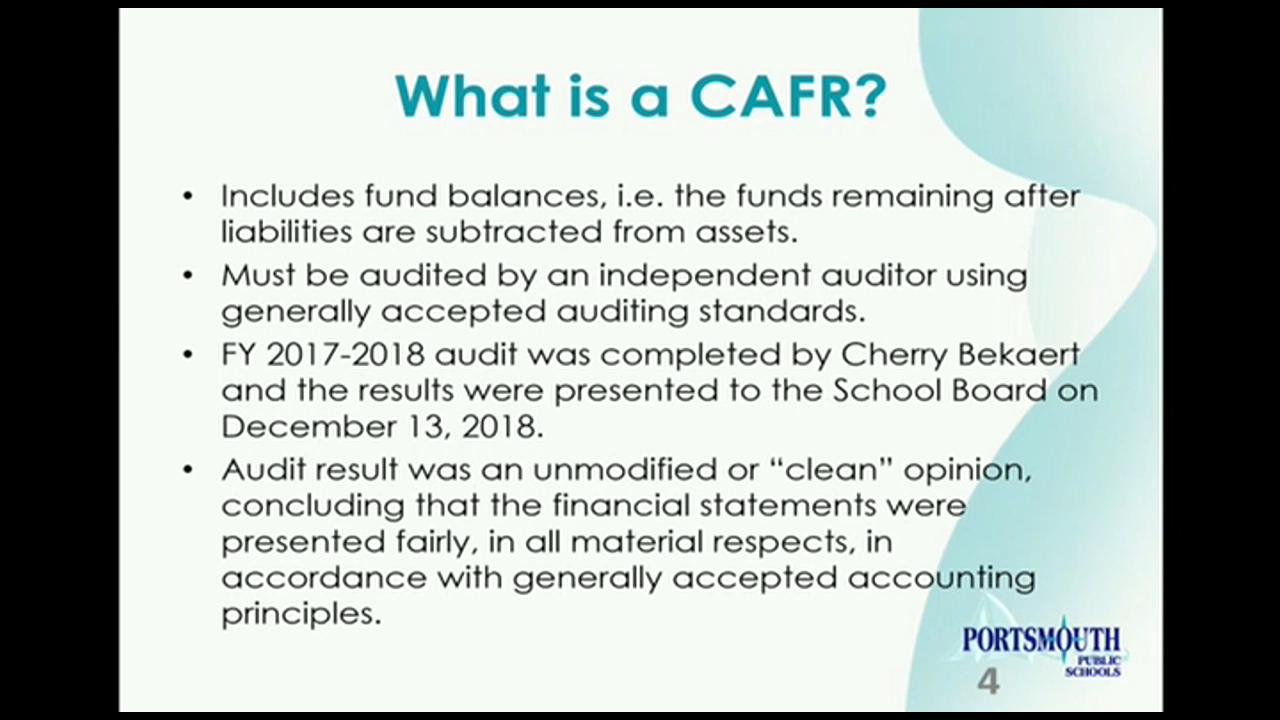 What is a CAFR?
• Includes fund balances, i.e. the funds remaining after
liabilities are subtracted from assets.
• Must be audited by an independent auditor using
generally accepted auditing standards.
• FY 2017-2018 audit was completed by Cherry Bekaert
and the results were presented to the School Board on
December 13, 2018.
• Audit result was an unmodified or “clean” opinion,
concluding that the financial statements were
presented fairly, in all material respects, in
accordance with generally accepted accounting
principles.
PORTSMOUTH
PUBLIC
SCHOOLS
4